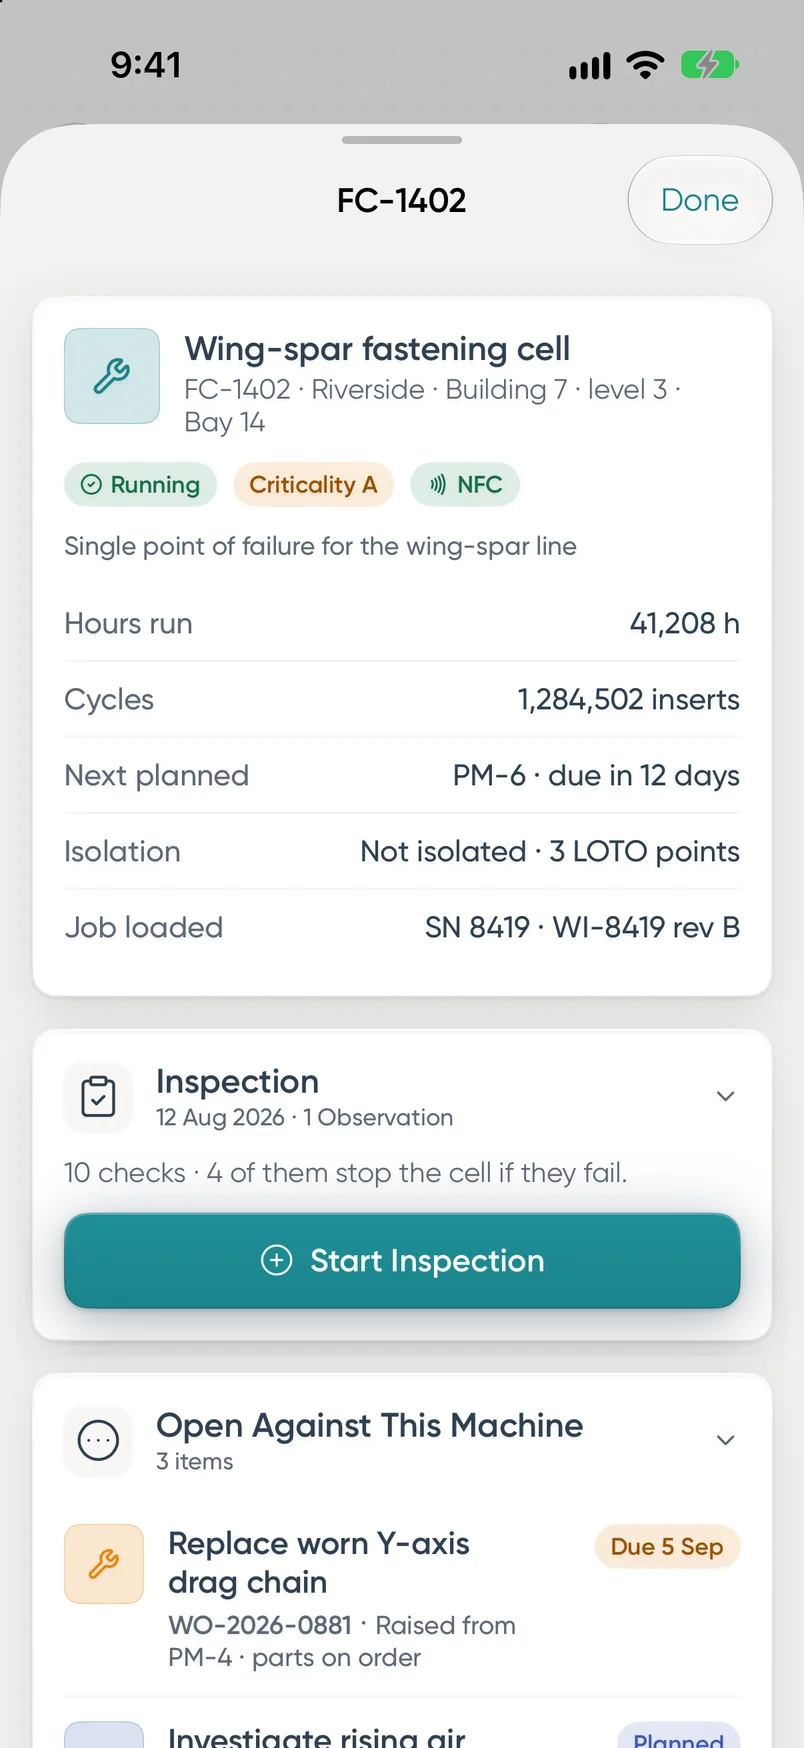 9:41
FC-1402
Done
Wing-spar fastening cell
FC-1402 · Riverside · Building 7 · level 3 ·
Bay 14
Running
Criticality A
NFC
Single point of failure for the wing-spar line
Hours run
41,208 h
Cycles
1,284,502 inserts
Next planned
PM-6 · due in 12 days
Isolation
Not isolated · 3 LOTO points
Job loaded
SN 8419 · WI-8419 rev B
Inspection
12 Aug 2026 · 1 Observation
10 checks · 4 of them stop the cell if they fail.
Start Inspection
Open Against This Machine
3 items
Replace worn Y-axis
drag chain
Due 5 Sep
WO-2026-0881 · Raised from
PM-4 · parts on order
Investigate rising air
Planned